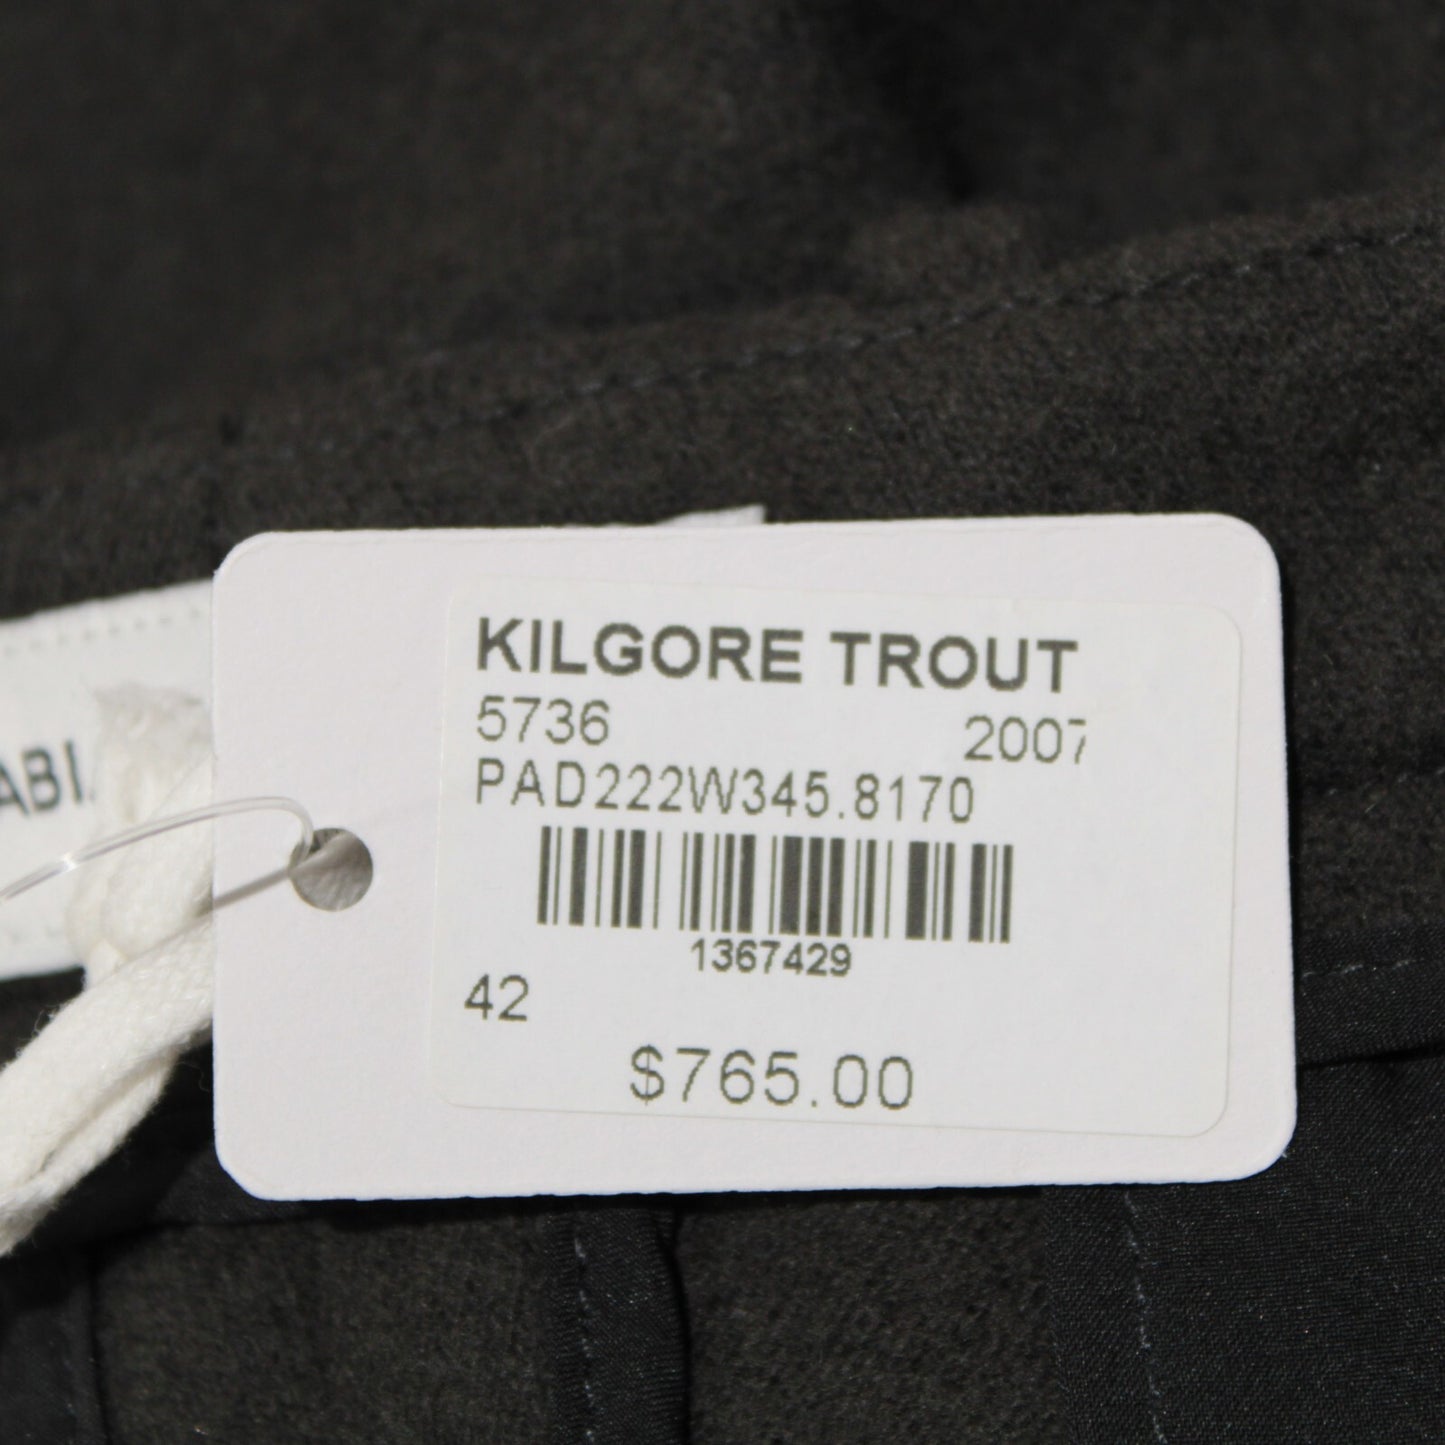 KILGORE TROUT
5736 2007
PAD222W345.8170
1367429
42
$765.00